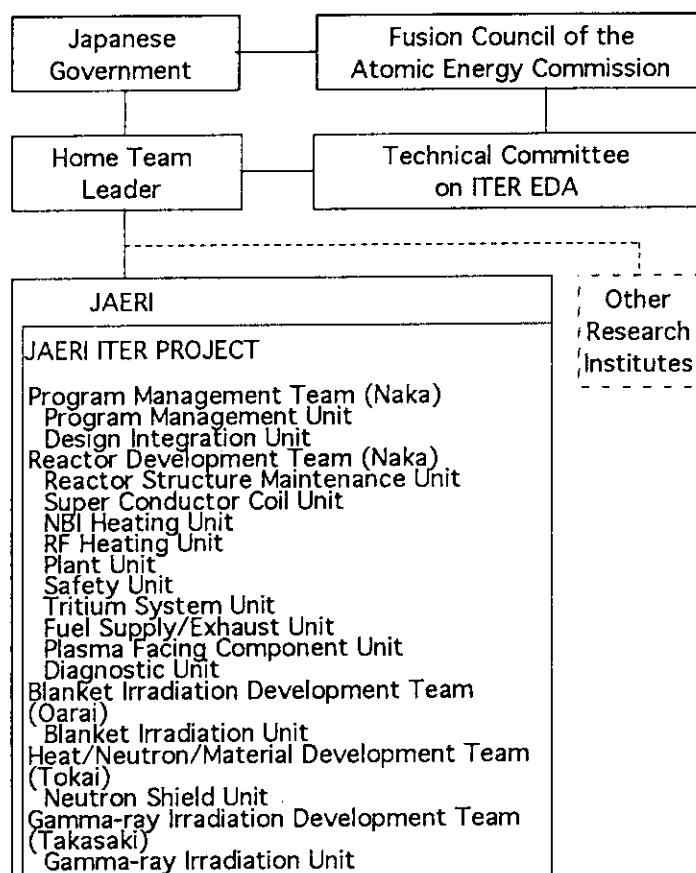 Japanese
Government
Fusion Council of the
Atomic Energy Commission
Home Team
Leader
Technical Committee
on ITER EDA
JAERI
Other
Research
Institutes
JAERI ITER PROJECT
Program Management Team (Naka)
Program Management Unit
Design Integration Unit
Reactor Development Team (Naka)
Reactor Structure Maintenance Unit
Super Conductor Coil Unit
NBI Heating Unit
RF Heating Unit
Plant Unit
Safety Unit
Tritium System Unit
Fuel Supply/Exhaust Unit
Plasma Facing Component Unit
Diagnostic Unit
Blanket Irradiation Development Team
(Oarai)
Blanket Irradiation Unit
Heat/Neutron/Material Development Team
(Tokai)
Neutron Shield Unit
Gamma-ray Irradiation Development Team
(Takasaki)
Gamma-ray Irradiation Unit